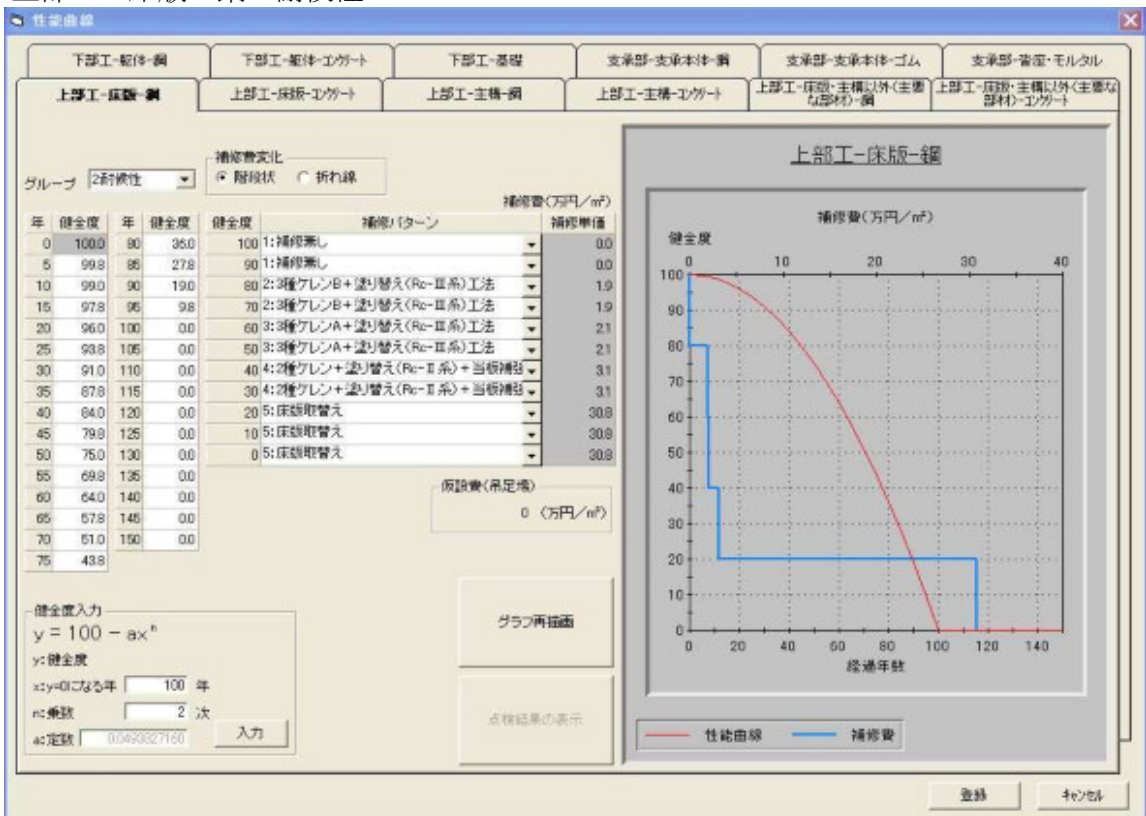 性能曲線
下部工-躯体-鋼
下部工-躯体-コンクリート
下部工-基礎
支承部-支承本体-鋼
支承部-支承本体-ゴム
支承部-沓座・モルタル
上部工-床版-鋼
上部工-床版-コンクリート
上部工-主構-鋼
上部工-主構-コンクリート
上部工-床版・主構以外(主要な部材)-鋼
上部工-床版・主構以外(主要な部材)-コンクリート
グループ 2耐候性
補修費変化
階段状 折れ線
補修費(万円/㎡)
年 健全度 年 健全度
0 100.0 80 36.0
5 99.8 85 27.8
10 99.0 90 19.0
15 97.8 95 9.8
20 96.0 100 0.0
25 93.8 105 0.0
30 91.0 110 0.0
35 87.8 115 0.0
40 84.0 120 0.0
45 79.8 125 0.0
50 75.0 130 0.0
55 69.8 135 0.0
60 64.0 140 0.0
65 57.8 145 0.0
70 51.0 150 0.0
75 43.8
健全度 補修パターン 補修単価
100 1:補修無し 0.0
90 1:補修無し 0.0
80 2:3種ケレンB+塗り替え(Rc-Ⅲ系)工法 1.9
70 2:3種ケレンB+塗り替え(Rc-Ⅲ系)工法 1.9
60 3:3種ケレンA+塗り替え(Rc-Ⅲ系)工法 2.1
50 3:3種ケレンA+塗り替え(Rc-Ⅲ系)工法 2.1
40 4:2種ケレン+塗り替え(Rc-Ⅱ系)+当板補強 3.1
30 4:2種ケレン+塗り替え(Rc-Ⅱ系)+当板補強 3.1
20 5:床版取替え 30.8
10 5:床版取替え 30.8
0 5:床版取替え 30.8
仮設費(吊足場)
0 (万円/㎡)
健全度入力
y = 100 - axⁿ
y:健全度
x:y=0になる年 100 年
n:乗数 2 次
a:定数
入力
グラフ再描画
点検結果の表示
上部工-床版-鋼
補修費(万円/㎡)
健全度
0 10 20 30 40
100
90
80
70
60
50
40
30
20
10
0
0 20 40 60 80 100 120 140
経過年数
性能曲線 補修費
登録 キャンセル